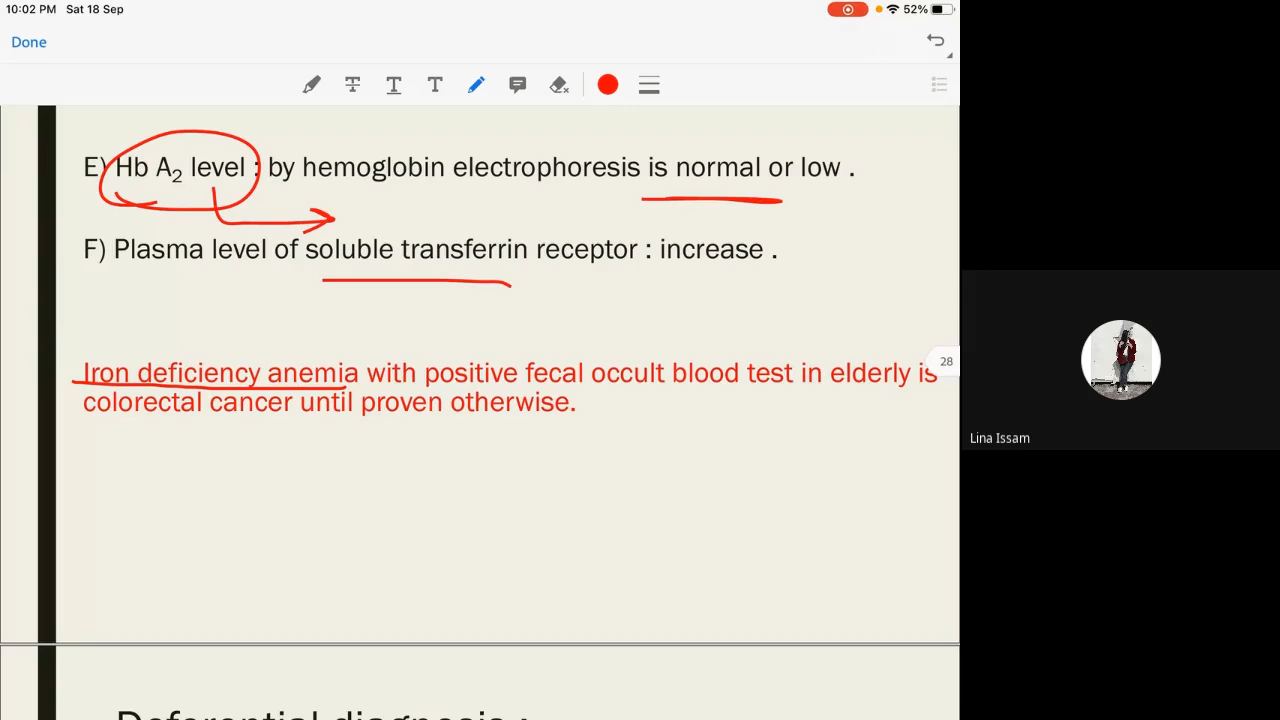 10:02 PM Sat 18 Sep 52%
Done
T T
E) Hb A₂ level : by hemoglobin electrophoresis is normal or low .
F) Plasma level of soluble transferrin receptor : increase .
28
Iron deficiency anemia with positive fecal occult blood test in elderly is
colorectal cancer until proven otherwise.
Lina Issam
Deferential diagnosis :